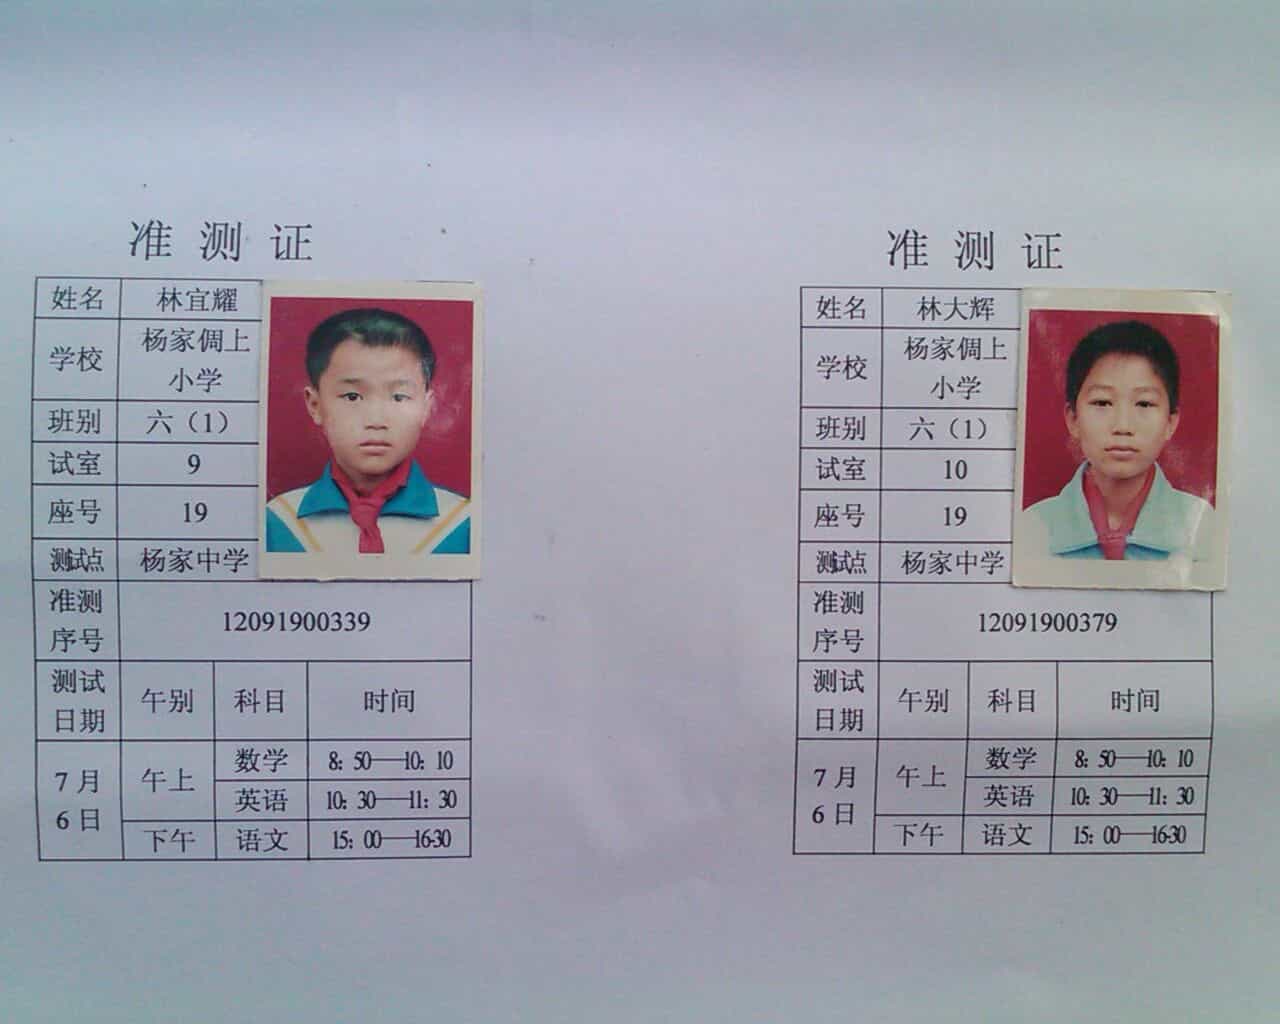 准测证
姓名 林宜耀
学校 杨家倜上
小学
班别 六（1）
试室 9
座号 19
测试点 杨家中学
准测
序号 12091900339
测试
日期 午别 科目 时间
7月
6日 午上 数学 8：50——10：10
英语 10：30——11：30
下午 语文 15：00——16-30
准测证
姓名 林大辉
学校 杨家倜上
小学
班别 六（1）
试室 10
座号 19
测试点 杨家中学
准测
序号 12091900379
测试
日期 午别 科目 时间
7月
6日 午上 数学 8：50——10：10
英语 10：30——11：30
下午 语文 15：00——16-30